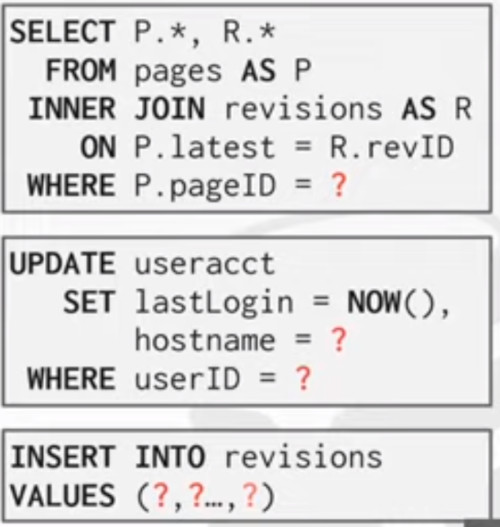 SELECT P.*, R.*
FROM pages AS P
INNER JOIN revisions AS R
ON P.latest = R.revID
WHERE P.pageID = ?
UPDATE useracct
SET lastLogin = NOW(),
hostname = ?
WHERE userID = ?
INSERT INTO revisions
VALUES (?,?…,?)